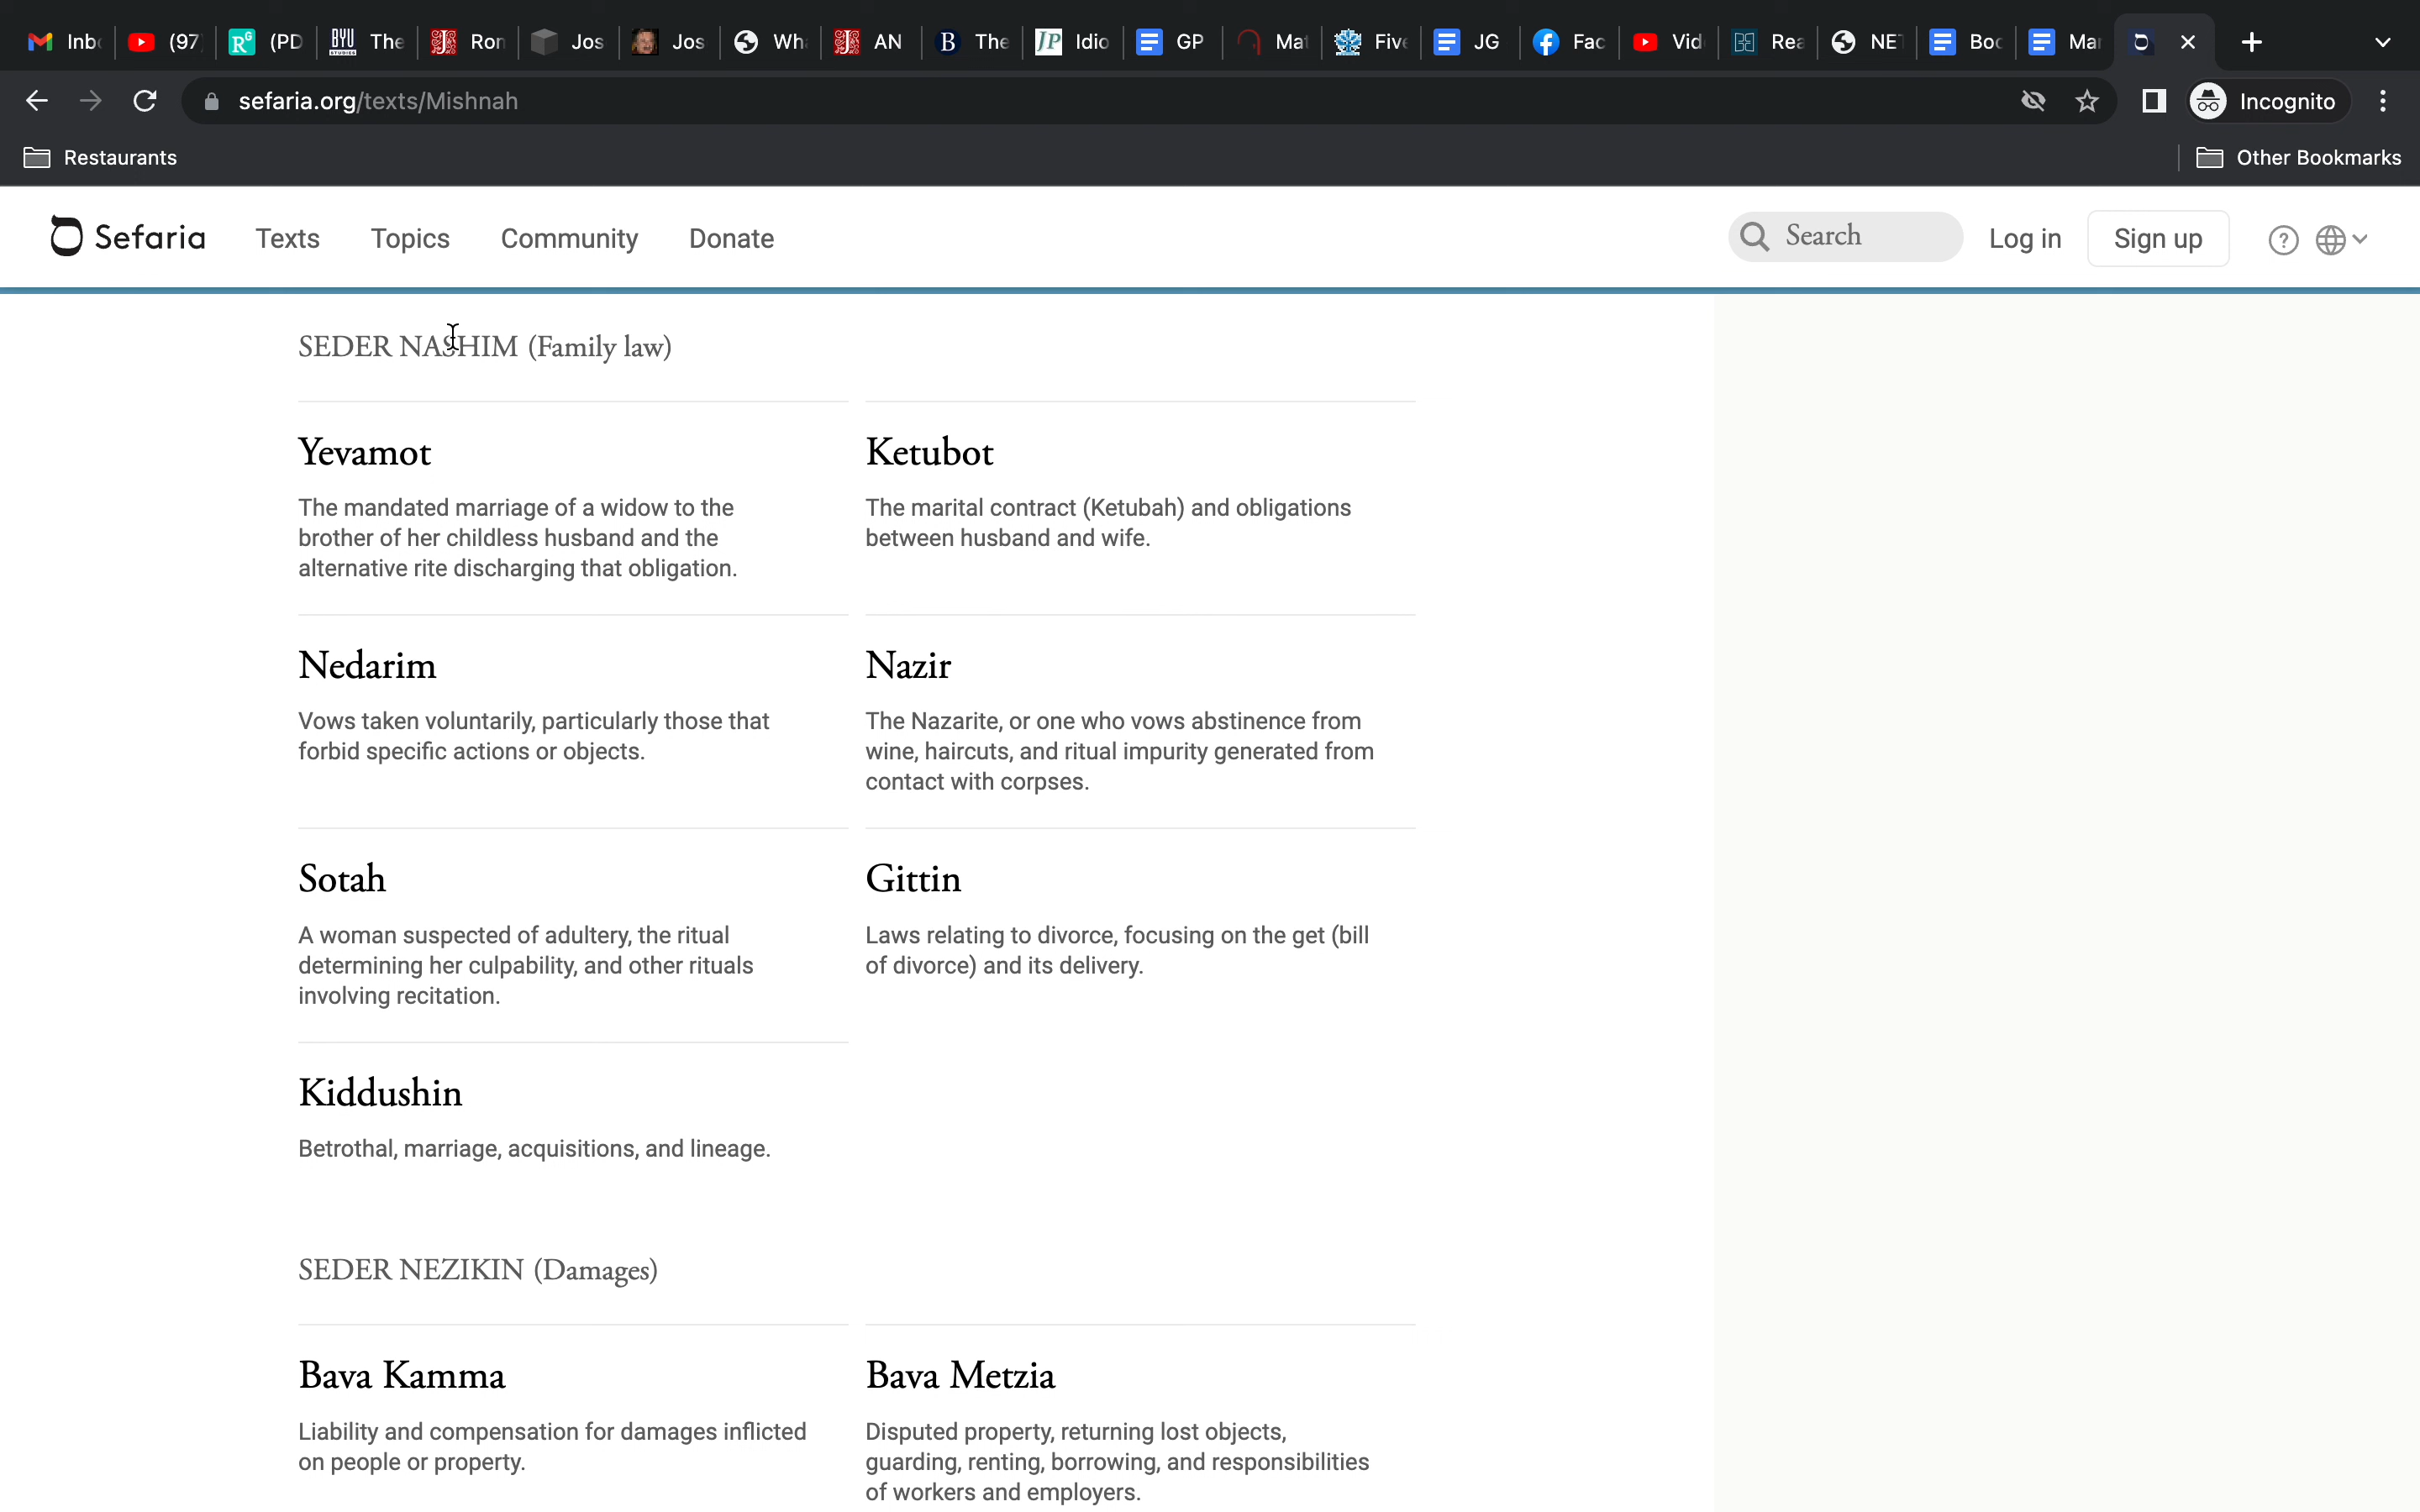 Inb (97 (PD The Ron Jos Jos Wh AN The Idio GP Mat Five JG Fac Vid Rea NET Boo Mar
sefaria.org/texts/Mishnah Incognito
Restaurants Other Bookmarks
Sefaria Texts Topics Community Donate Search Log in Sign up
SEDER NASHIM (Family law)
Yevamot
The mandated marriage of a widow to the
brother of her childless husband and the
alternative rite discharging that obligation.
Ketubot
The marital contract (Ketubah) and obligations
between husband and wife.
Nedarim
Vows taken voluntarily, particularly those that
forbid specific actions or objects.
Nazir
The Nazarite, or one who vows abstinence from
wine, haircuts, and ritual impurity generated from
contact with corpses.
Sotah
A woman suspected of adultery, the ritual
determining her culpability, and other rituals
involving recitation.
Gittin
Laws relating to divorce, focusing on the get (bill
of divorce) and its delivery.
Kiddushin
Betrothal, marriage, acquisitions, and lineage.
SEDER NEZIKIN (Damages)
Bava Kamma
Liability and compensation for damages inflicted
on people or property.
Bava Metzia
Disputed property, returning lost objects,
guarding, renting, borrowing, and responsibilities
of workers and employers.